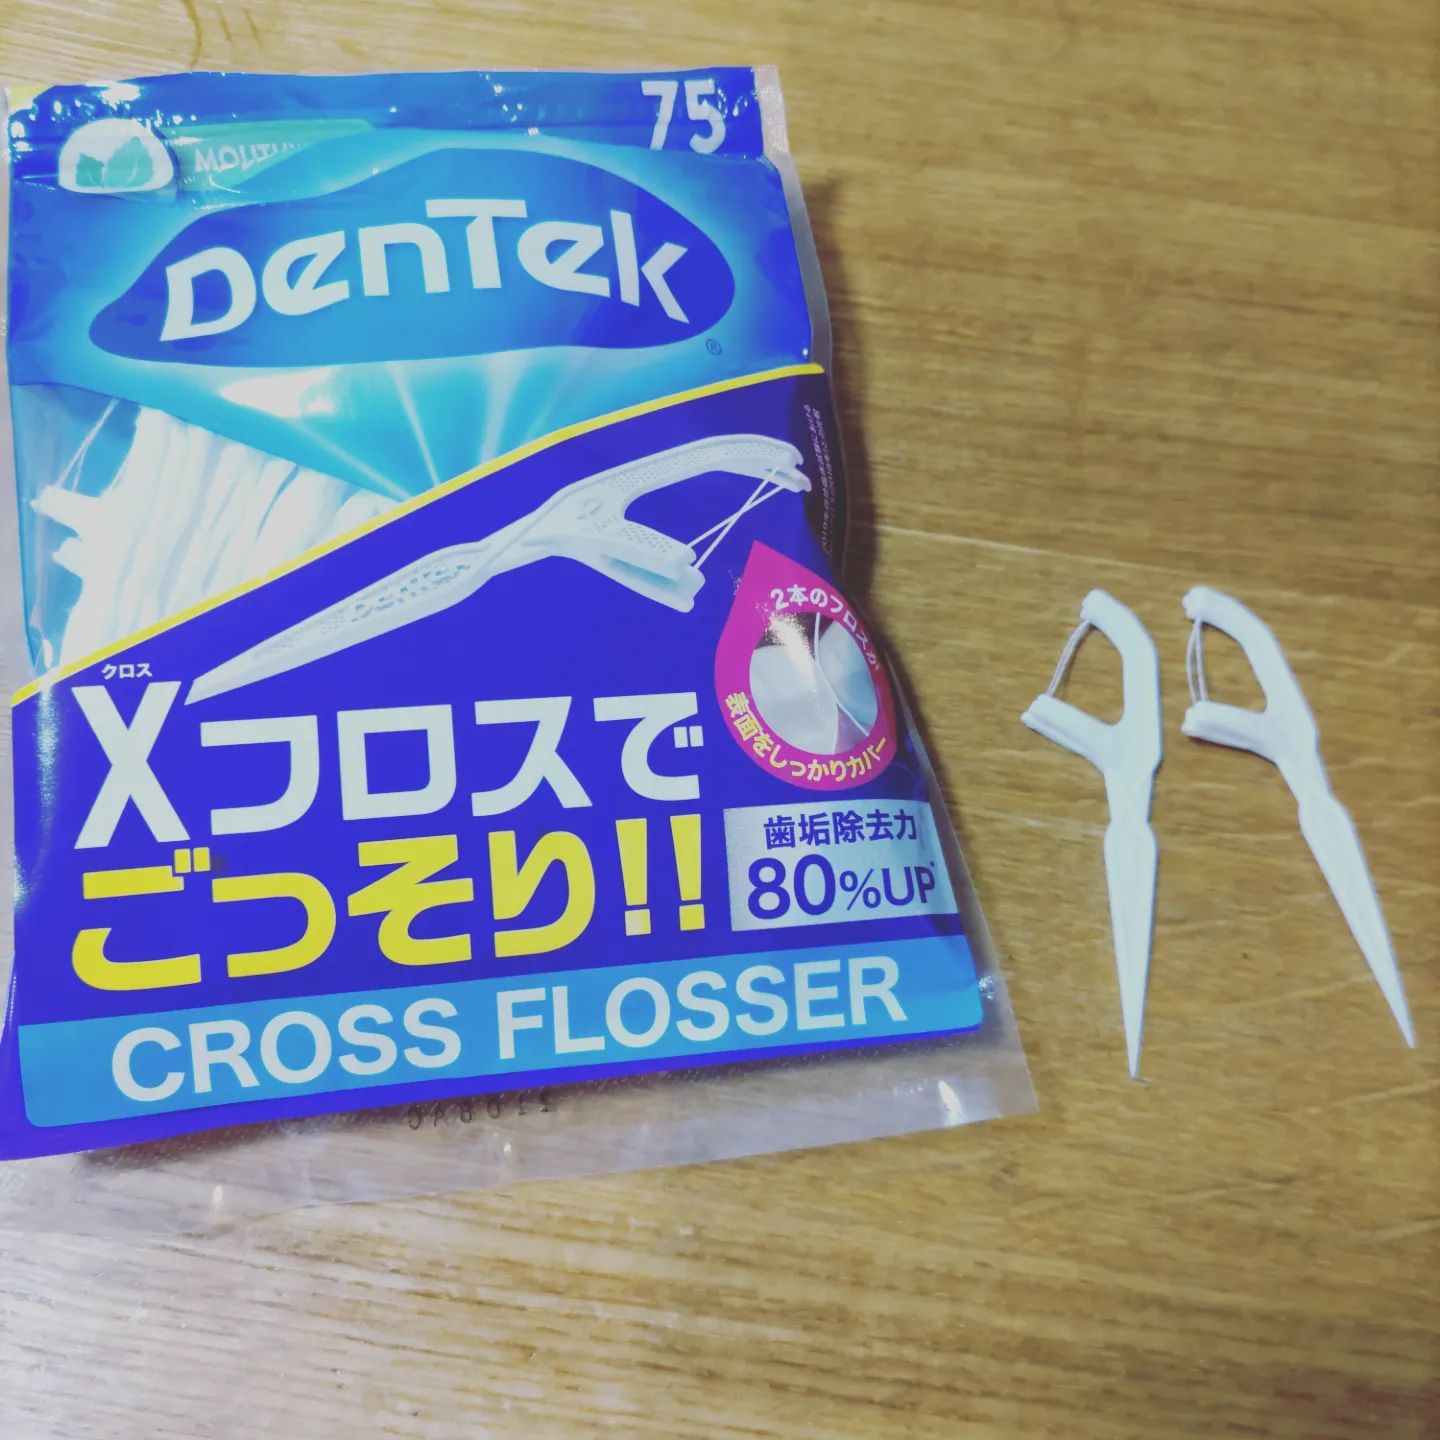 75
DenTek
®
クロス
Xフロスで
ごっそり!!
2本のフロスが
表面をしっかりカバー
歯垢除去力
80%UP*
CROSS FLOSSER